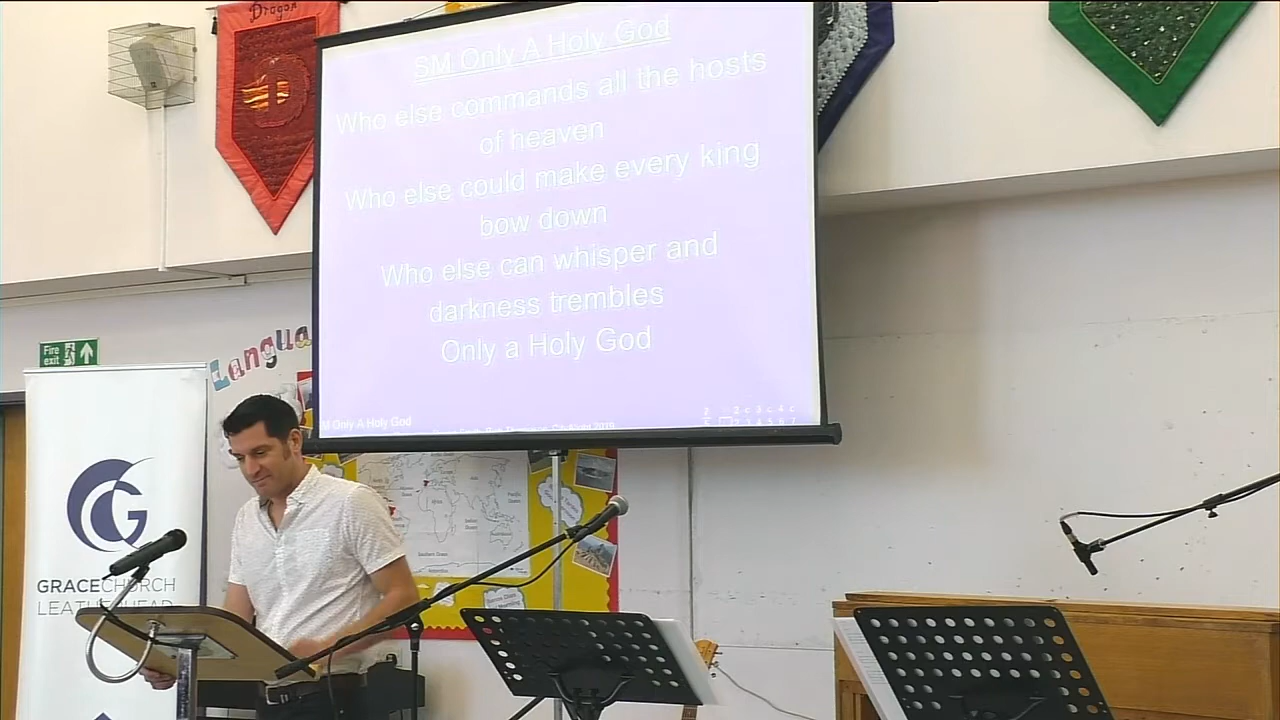 Dragon
SM Only A Holy God
Who else commands all the hosts
of heaven
Who else could make every king
bow down
Who else can whisper and
darkness trembles
Only a Holy God
M Only A Holy God
Fire
exit
Langua
GRACECHURCH
LEATHERHEAD